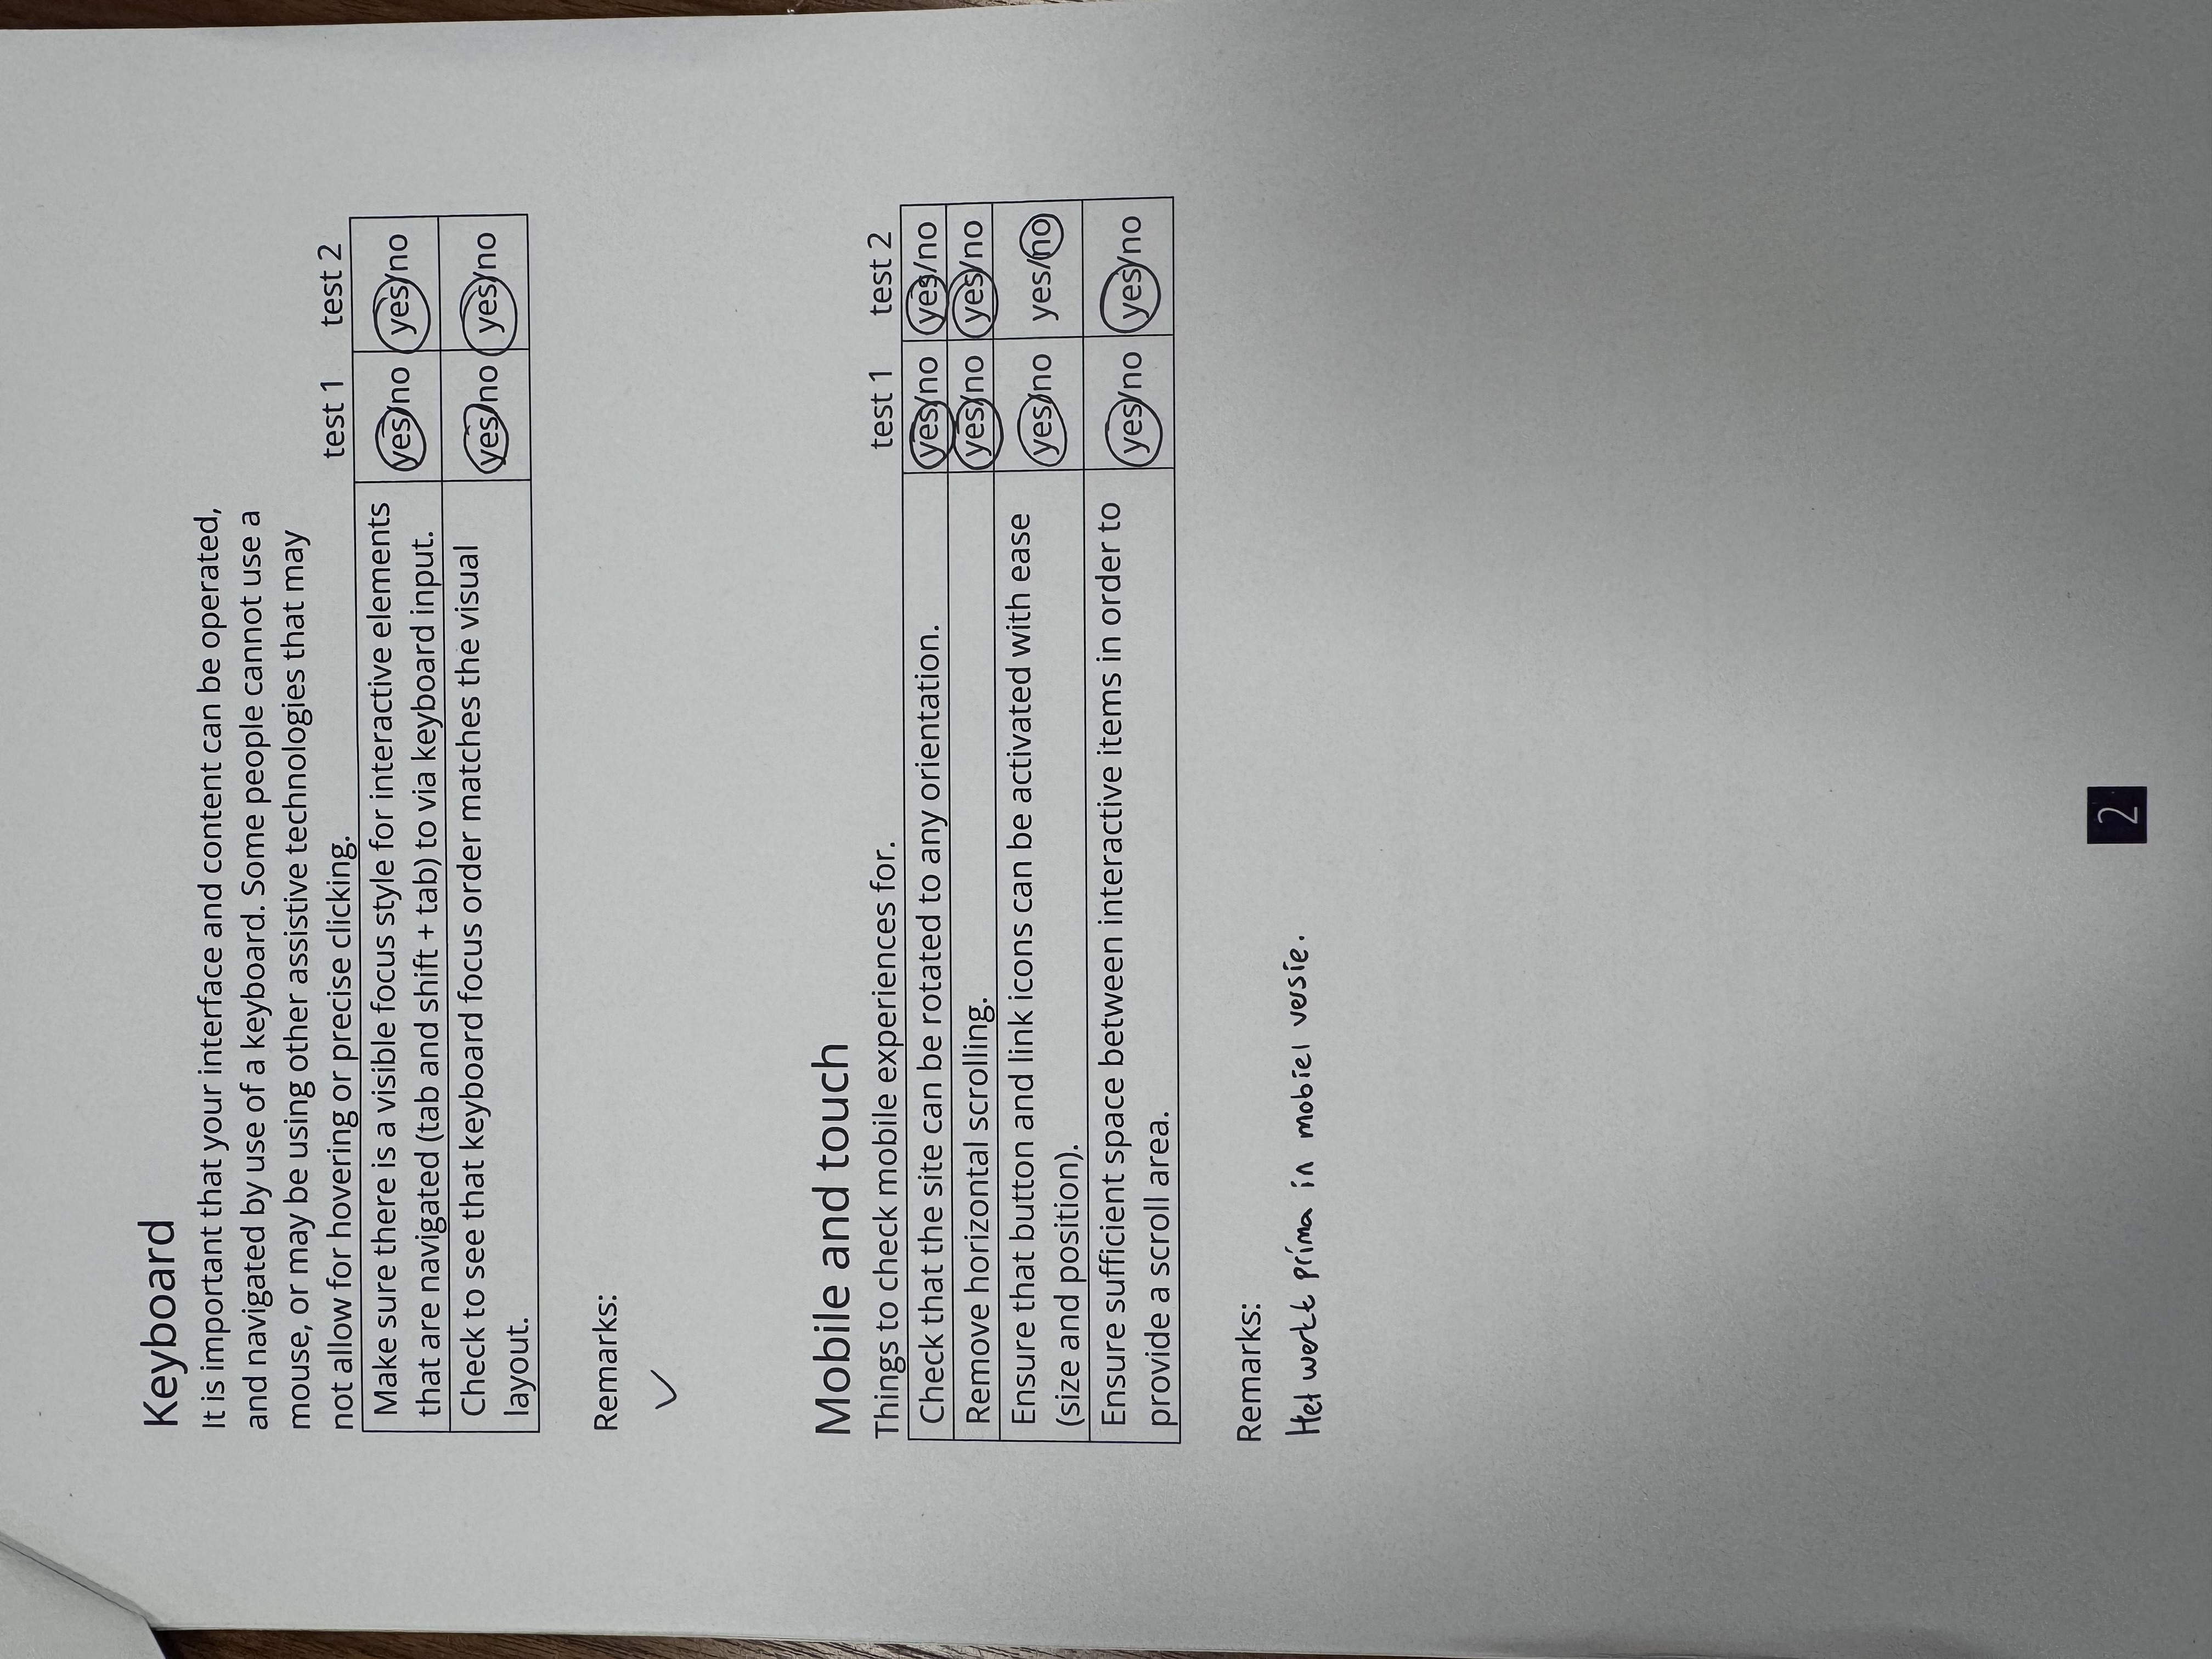 Keyboard
It is important that your interface and content can be operated,
and navigated by use of a keyboard. Some people cannot use a
mouse, or may be using other assistive technologies that may
not allow for hovering or precise clicking. test 1 test 2
Make sure there is a visible focus style for interactive elements
that are navigated (tab and shift + tab) to via keyboard input. yes/no yes/no
Check to see that keyboard focus order matches the visual
layout. yes/no yes/no
Remarks:
✓
Mobile and touch
Things to check mobile experiences for. test 1 test 2
Check that the site can be rotated to any orientation. yes/no yes/no
Remove horizontal scrolling. yes/no yes/no
Ensure that button and link icons can be activated with ease
(size and position). yes/no yes/no
Ensure sufficient space between interactive items in order to
provide a scroll area. yes/no yes/no
Remarks:
Het werkt prima in mobiel versie.
2